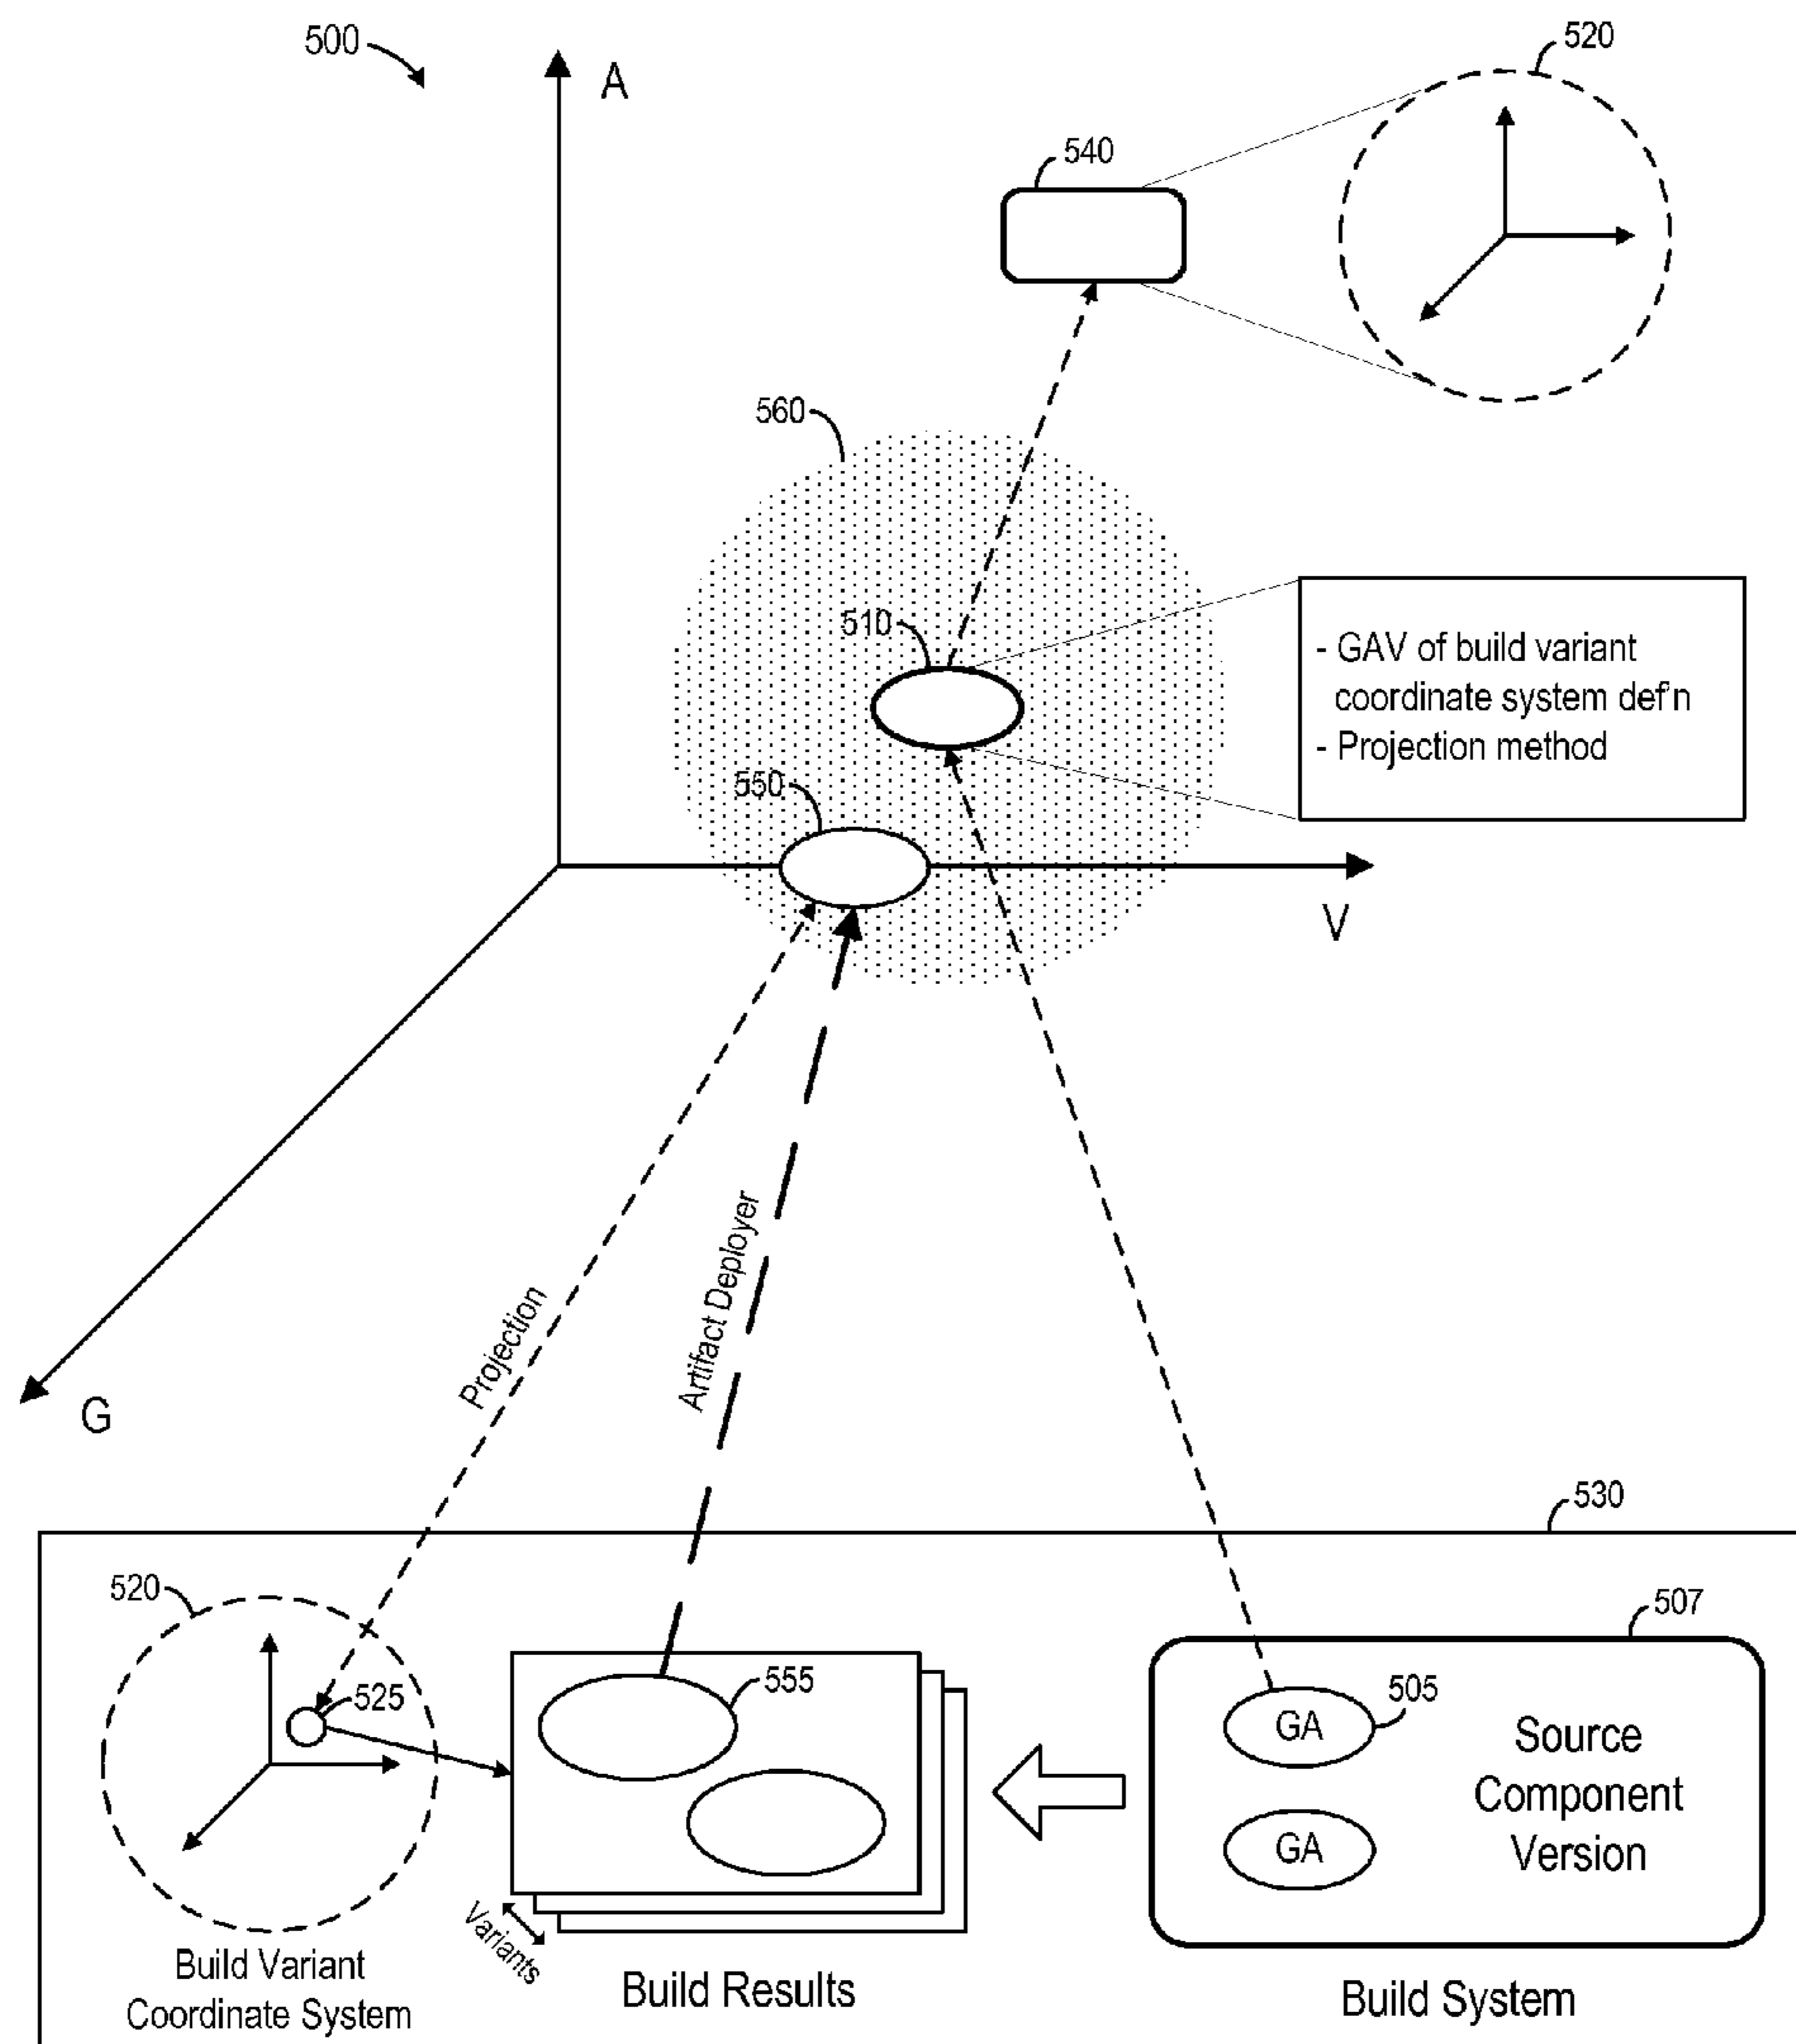 500
A
520
540
560
510
- GAV of build variant
coordinate system def'n
- Projection method
550
V
Projection
Artifact Deployer
G
530
520
507
525
555
505
GA
Source
Component
Version
GA
Variants
Build Variant
Coordinate System
Build Results
Build System